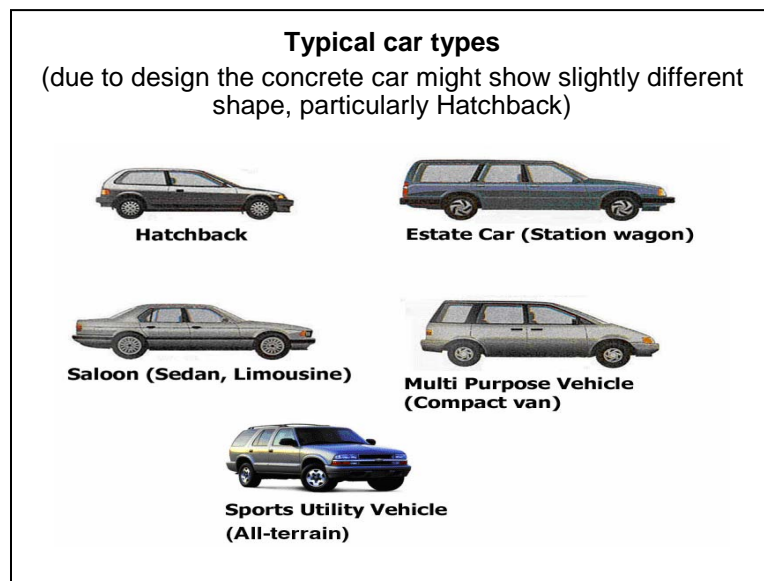 Typical car types
(due to design the concrete car might show slightly different
shape, particularly Hatchback)
Hatchback
Estate Car (Station wagon)
Saloon (Sedan, Limousine)
Multi Purpose Vehicle
(Compact van)
Sports Utility Vehicle
(All-terrain)